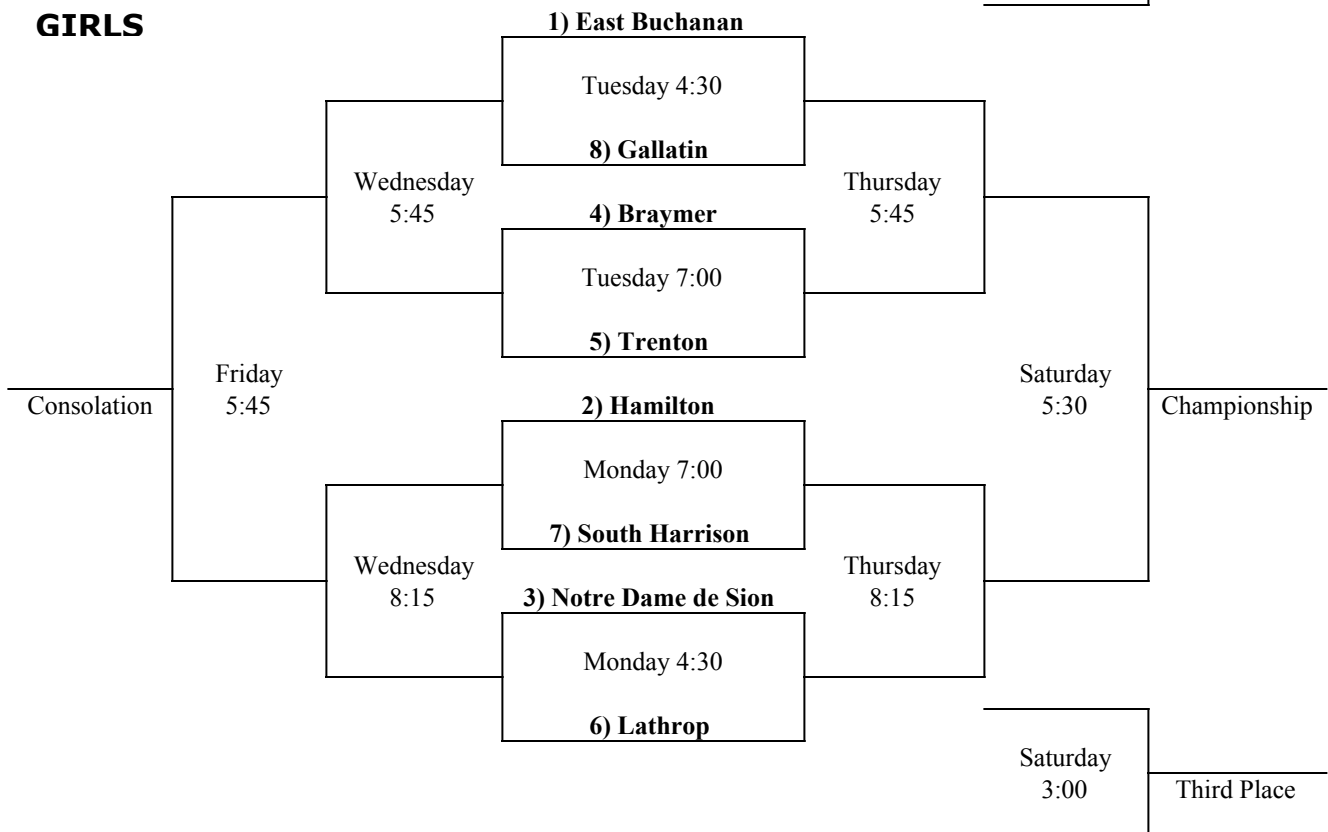 GIRLS
1) East Buchanan
Tuesday 4:30
8) Gallatin
Wednesday
5:45
Thursday
5:45
4) Braymer
Tuesday 7:00
5) Trenton
Friday
5:45
Saturday
5:30
Consolation
Championship
2) Hamilton
Monday 7:00
7) South Harrison
Wednesday
8:15
Thursday
8:15
3) Notre Dame de Sion
Monday 4:30
6) Lathrop
Saturday
3:00
Third Place